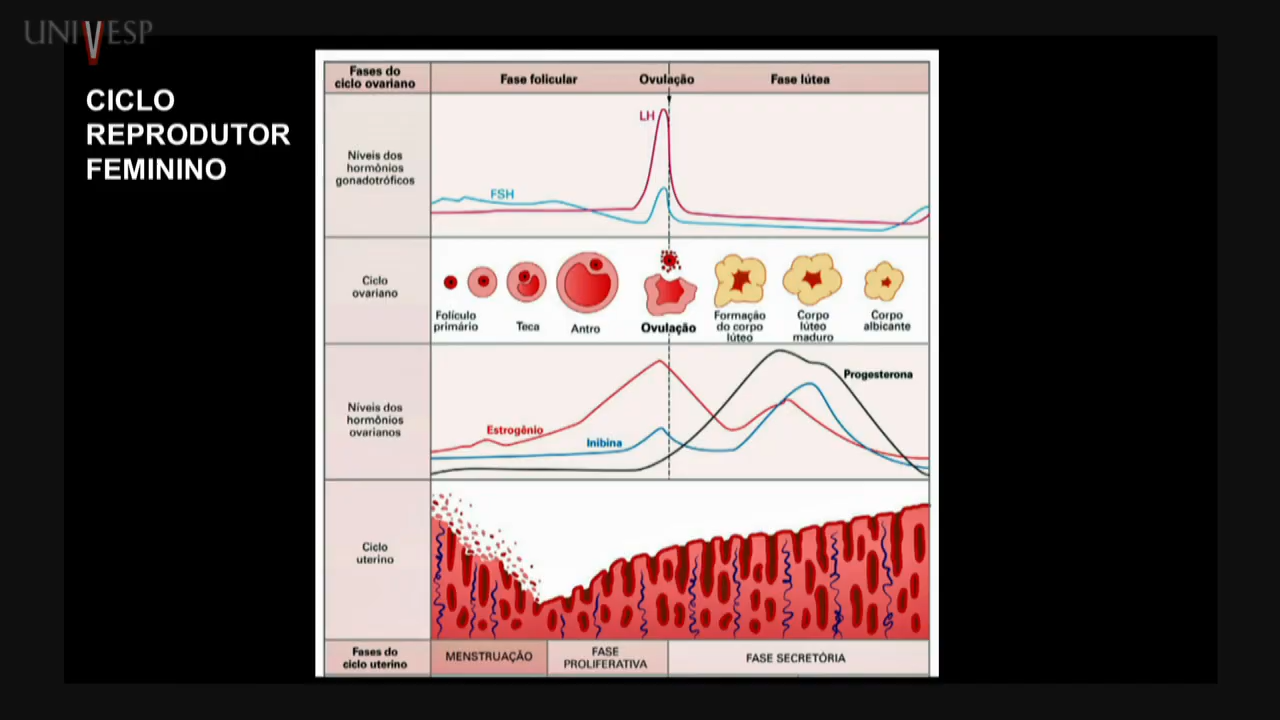 UNIVESP
CICLO
REPRODUTOR
FEMININO
Fases do
ciclo ovariano
Fase folicular
Ovulação
Fase lútea
Níveis dos
hormônios
gonadotróficos
LH
FSH
Ciclo
ovariano
Folículo
primário
Teca
Antro
Ovulação
Formação
do corpo
lúteo
Corpo
lúteo
maduro
Corpo
albicante
Níveis dos
hormônios
ovarianos
Estrogênio
Inibina
Progesterona
Ciclo
uterino
Fases do
ciclo uterino
MENSTRUAÇÃO
FASE
PROLIFERATIVA
FASE SECRETÓRIA